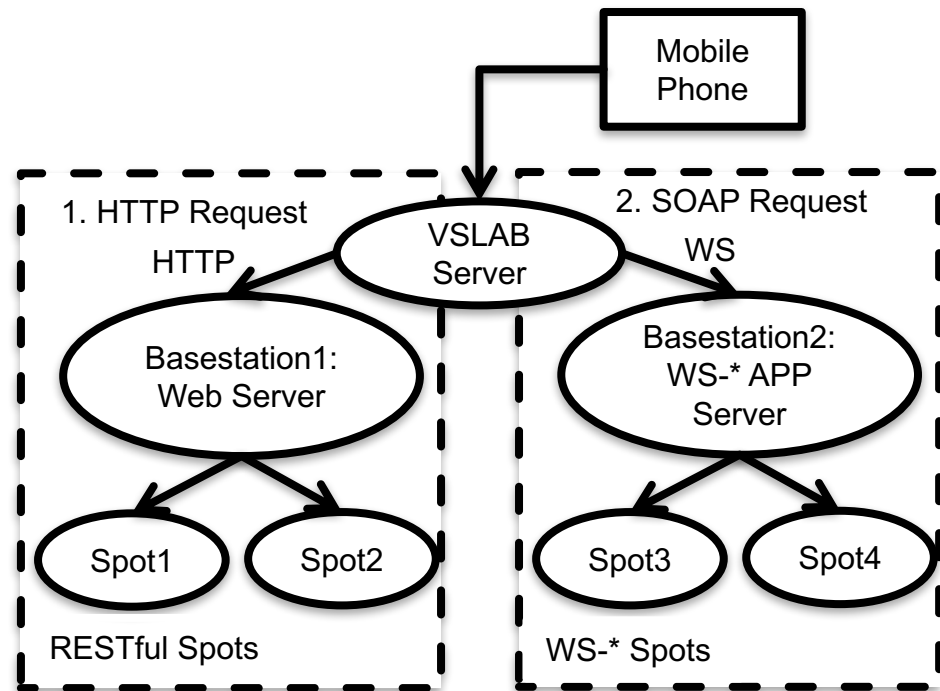 Mobile
Phone
1. HTTP Request
2. SOAP Request
VSLAB
Server
HTTP
WS
Basestation1:
Web Server
Basestation2:
WS-* APP
Server
Spot1
Spot2
Spot3
Spot4
RESTful Spots
WS-* Spots